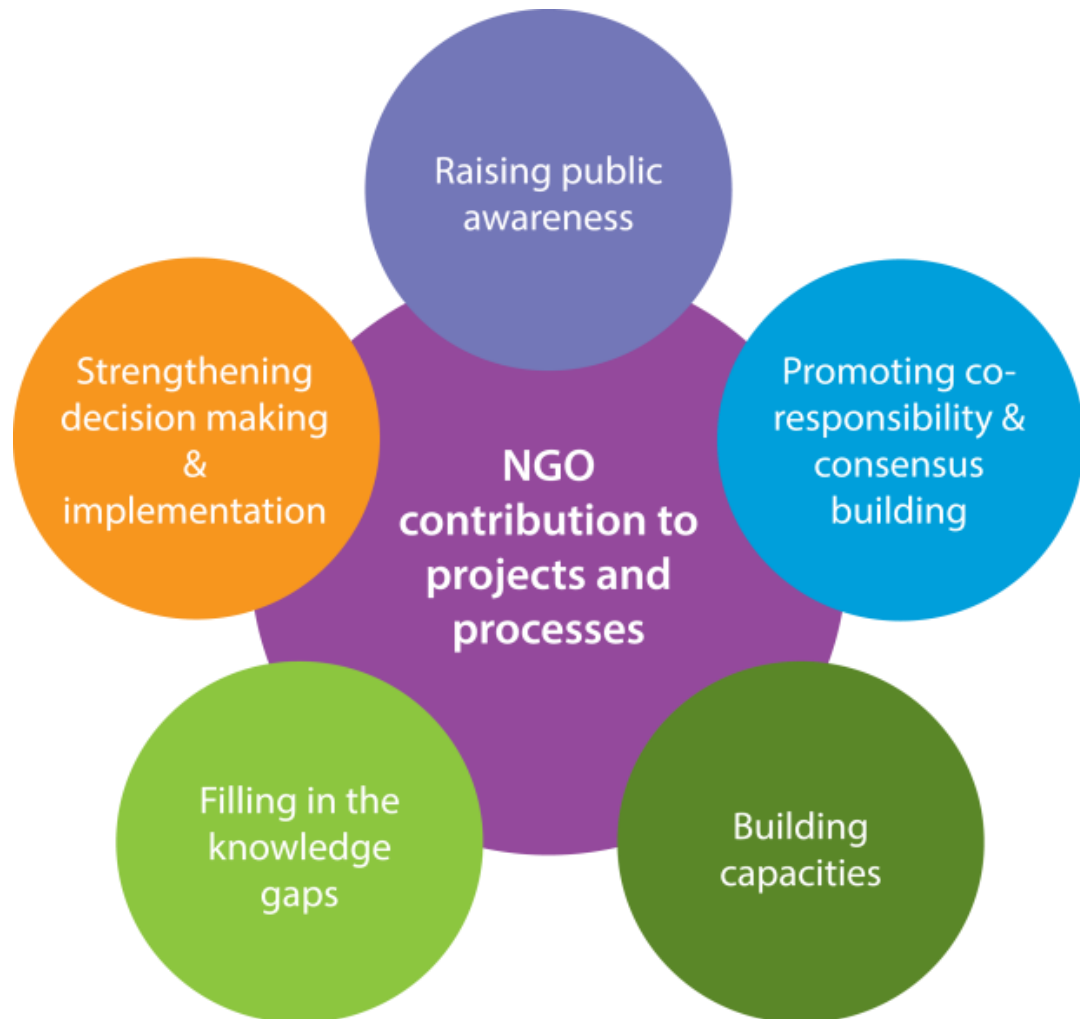 Raising public
awareness
Promoting co-
responsibility &
consensus
building
Building
capacities
Filling in the
knowledge
gaps
Strengthening
decision making
&
implementation
NGO
contribution to
projects and
processes